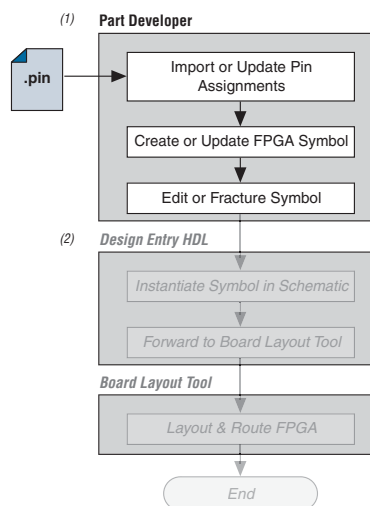 (1) Part Developer
.pin
Import or Update Pin
Assignments
Create or Update FPGA Symbol
Edit or Fracture Symbol
(2) Design Entry HDL
Instantiate Symbol in Schematic
Forward to Board Layout Tool
Board Layout Tool
Layout & Route FPGA
End